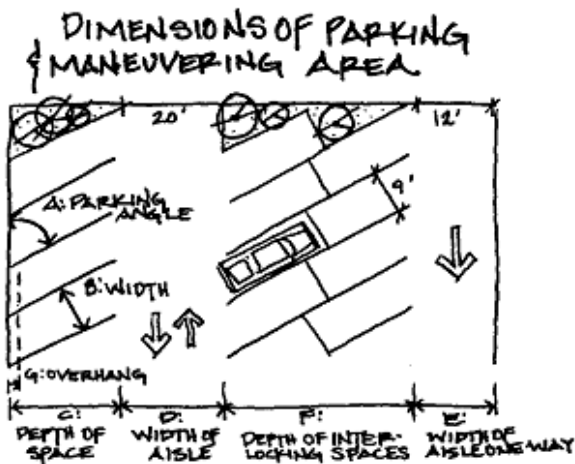 DIMENSIONS OF PARKING
& MANEUVERING AREA
20'
12'
A: PARKING
ANGLE
9'
B: WIDTH
G: OVERHANG
C:
DEPTH OF
SPACE
D:
WIDTH OF
AISLE
F:
DEPTH OF INTER-
LOCKING SPACES
E:
WIDTH OF
AISLE ONE-WAY